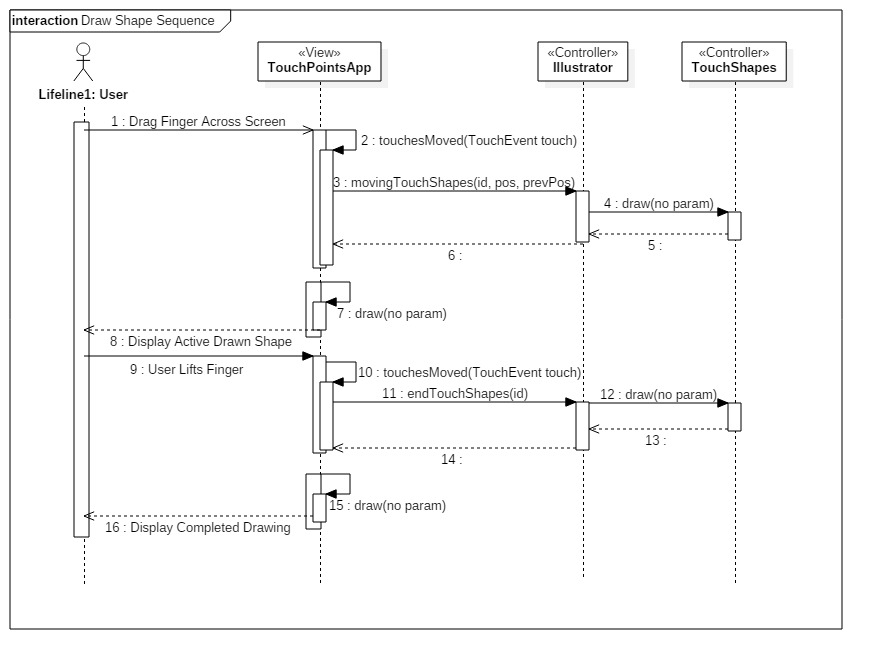 interaction Draw Shape Sequence
«View»
TouchPointsApp
«Controller»
Illustrator
«Controller»
TouchShapes
Lifeline1: User
1 : Drag Finger Across Screen
2 : touchesMoved(TouchEvent touch)
3 : movingTouchShapes(id, pos, prevPos)
4 : draw(no param)
5 :
6 :
7 : draw(no param)
8 : Display Active Drawn Shape
9 : User Lifts Finger
10 : touchesMoved(TouchEvent touch)
11 : endTouchShapes(id)
12 : draw(no param)
13 :
14 :
15 : draw(no param)
16 : Display Completed Drawing